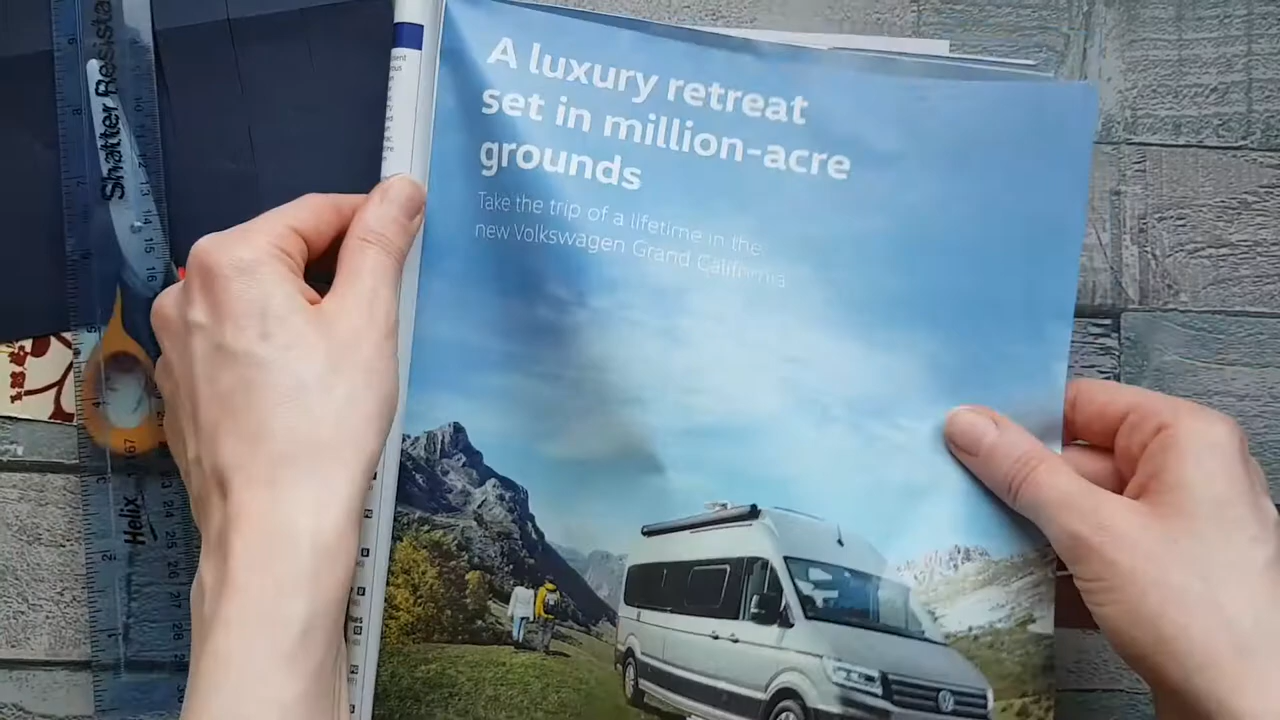 Shatter Resista
Helix
A luxury retreat
set in million-acre
grounds
Take the trip of a lifetime in the
new Volkswagen Grand California